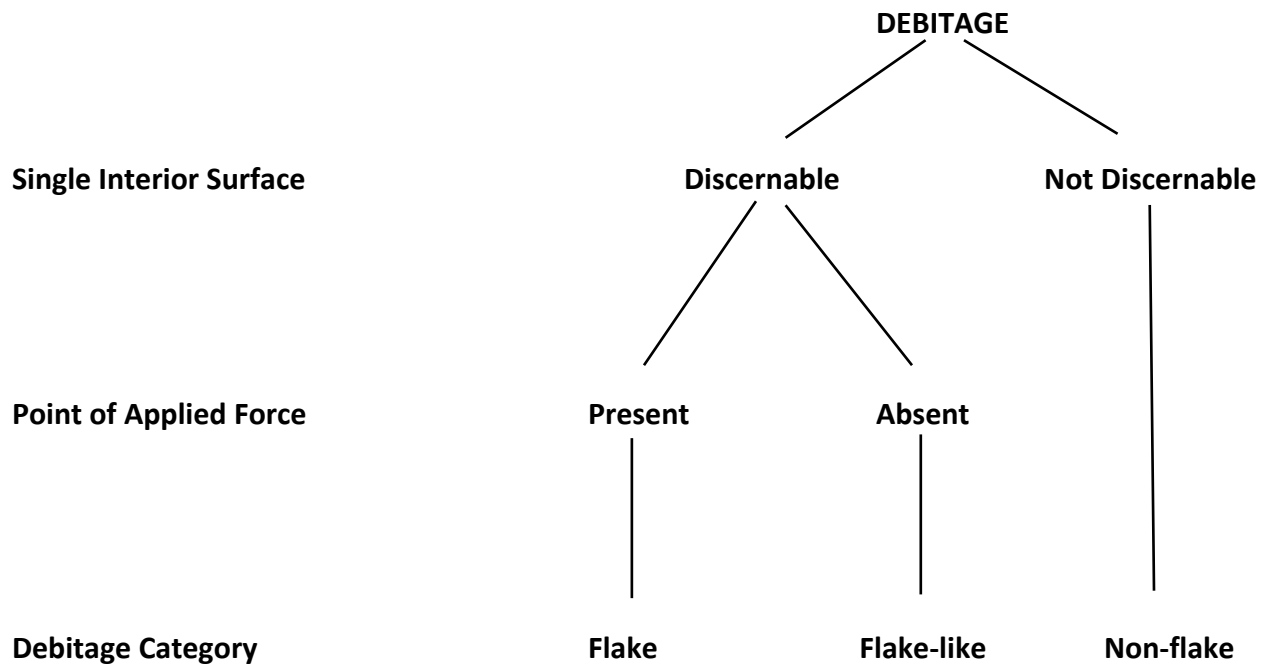 DEBITAGE
Single Interior Surface Discernable Not Discernable
Point of Applied Force Present Absent
Debitage Category Flake Flake-like Non-flake